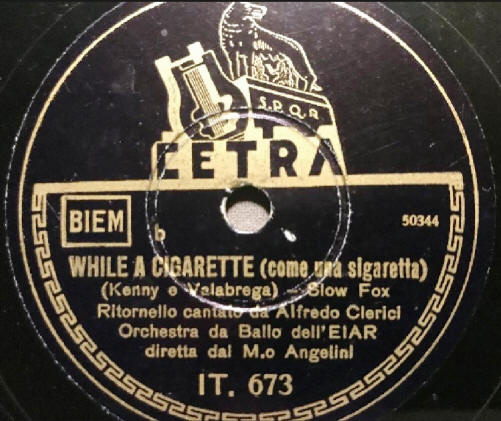 S.P.Q.R.
CETRA
BIEM
50344
b
WHILE A CIGARETTE (come una sigaretta)
(Kenny e Valabrega) - Slow Fox
Ritornello cantato da Alfredo Clerici
Orchestra da Ballo dell'EIAR
diretta dal M.o Angelini
IT. 673